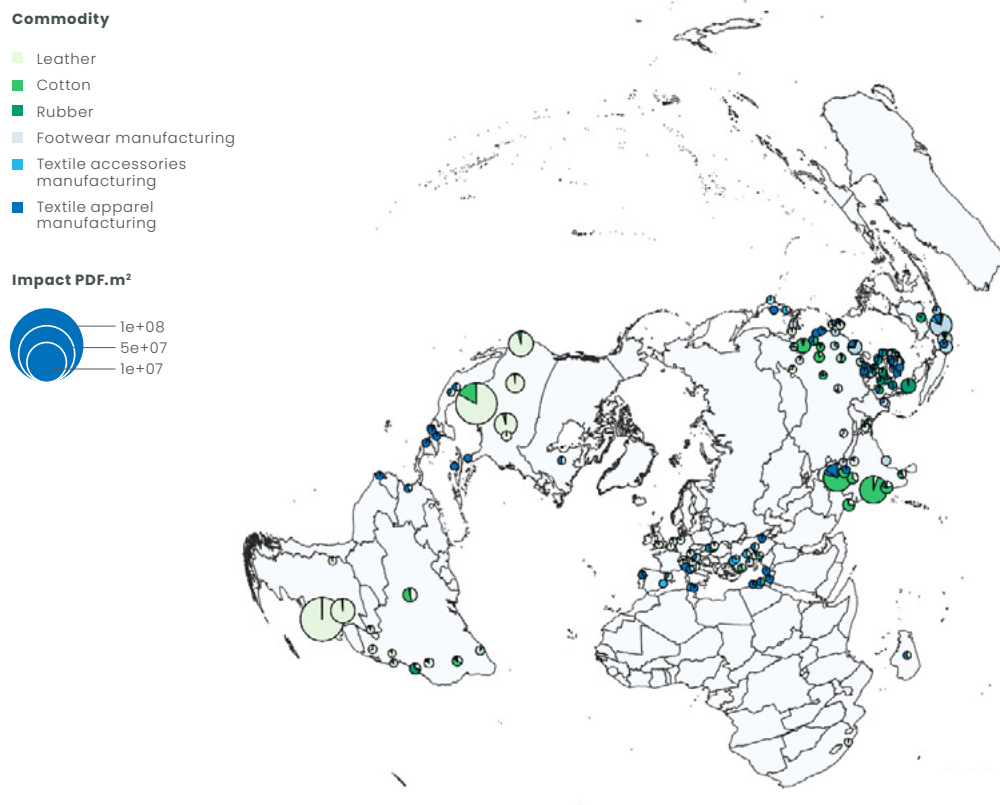 Commodity
Leather
Cotton
Rubber
Footwear manufacturing
Textile accessories
manufacturing
Textile apparel
manufacturing
Impact PDF.m²
1e+08
5e+07
1e+07